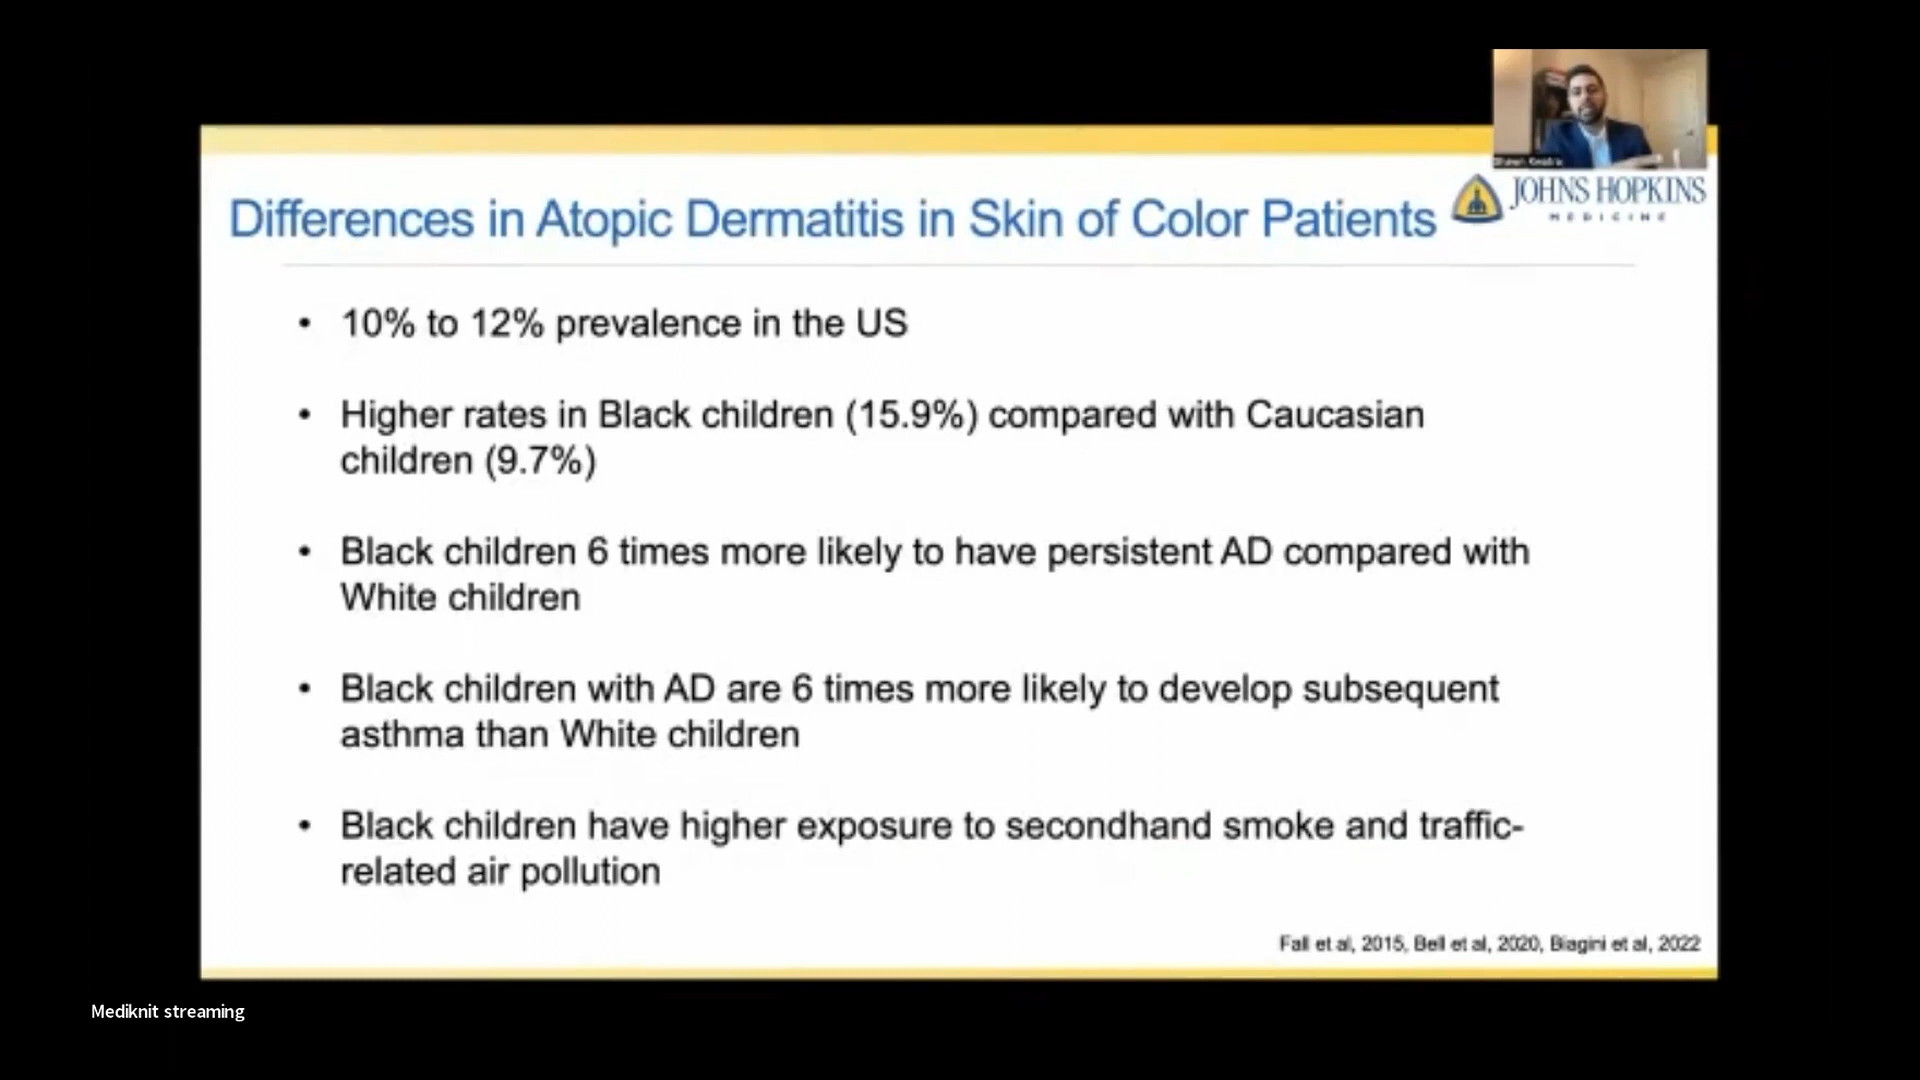 Differences in Atopic Dermatitis in Skin of Color Patients
JOHNS HOPKINS
MEDICINE
• 10% to 12% prevalence in the US
• Higher rates in Black children (15.9%) compared with Caucasian
children (9.7%)
• Black children 6 times more likely to have persistent AD compared with
White children
• Black children with AD are 6 times more likely to develop subsequent
asthma than White children
• Black children have higher exposure to secondhand smoke and traffic-
related air pollution
Fall et al, 2015, Bell et al, 2020, Biagini et al, 2022
Mediknit streaming